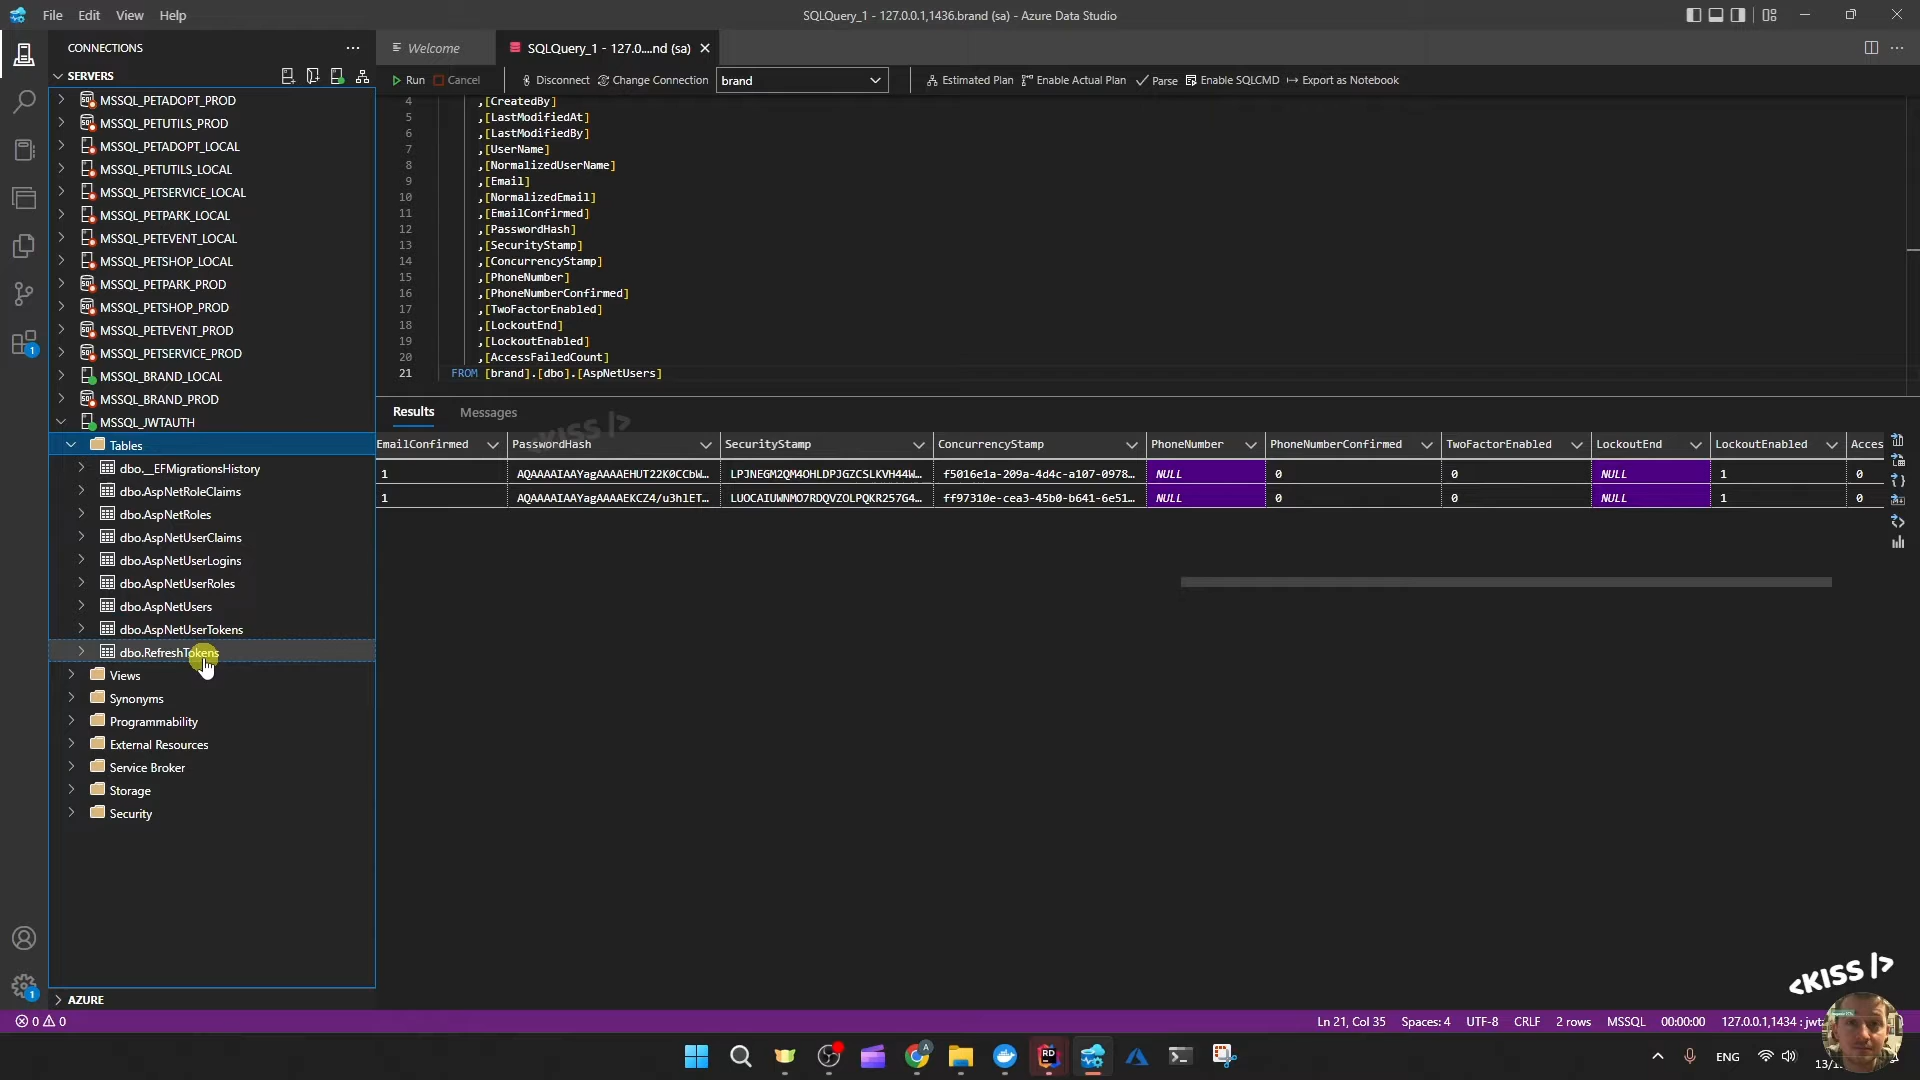 File Edit View Help
SQLQuery_1 - 127.0.0.1,1436.brand (sa) - Azure Data Studio
CONNECTIONS
Welcome
SQLQuery_1 - 127.0....nd (sa)
SERVERS
Run Cancel Disconnect Change Connection brand Estimated Plan Enable Actual Plan Parse Enable SQLCMD Export as Notebook
MSSQL_PETADOPT_PROD
MSSQL_PETUTILS_PROD
MSSQL_PETADOPT_LOCAL
MSSQL_PETUTILS_LOCAL
MSSQL_PETSERVICE_LOCAL
MSSQL_PETPARK_LOCAL
MSSQL_PETEVENT_LOCAL
MSSQL_PETSHOP_LOCAL
MSSQL_PETPARK_PROD
MSSQL_PETSHOP_PROD
MSSQL_PETEVENT_PROD
MSSQL_PETSERVICE_PROD
MSSQL_BRAND_LOCAL
MSSQL_BRAND_PROD
MSSQL_JWTAUTH
Tables
dbo.__EFMigrationsHistory
dbo.AspNetRoleClaims
dbo.AspNetRoles
dbo.AspNetUserClaims
dbo.AspNetUserLogins
dbo.AspNetUserRoles
dbo.AspNetUsers
dbo.AspNetUserTokens
dbo.RefreshTokens
Views
Synonyms
Programmability
External Resources
Service Broker
Storage
Security
AZURE
4 ,[CreatedBy]
5 ,[LastModifiedAt]
6 ,[LastModifiedBy]
7 ,[UserName]
8 ,[NormalizedUserName]
9 ,[Email]
10 ,[NormalizedEmail]
11 ,[EmailConfirmed]
12 ,[PasswordHash]
13 ,[SecurityStamp]
14 ,[ConcurrencyStamp]
15 ,[PhoneNumber]
16 ,[PhoneNumberConfirmed]
17 ,[TwoFactorEnabled]
18 ,[LockoutEnd]
19 ,[LockoutEnabled]
20 ,[AccessFailedCount]
21 FROM [brand].[dbo].[AspNetUsers]
Results Messages
<KISS />
EmailConfirmed PasswordHash SecurityStamp ConcurrencyStamp PhoneNumber PhoneNumberConfirmed TwoFactorEnabled LockoutEnd LockoutEnabled Acces
1 AQAAAAIAAYagAAAAEHUT22K0CCbW... LPJNEGM2QM4OHLDPJGZCSLKVH44W... f5016e1a-209a-4d4c-a107-0978... NULL 0 0 NULL 1 0
1 AQAAAAIAAYagAAAAEKCZ4/u3h1ET... LUOCAIUWNMO7RDQVZOLPQKR257G4... ff97310e-cea3-45b0-b641-6e51... NULL 0 0 NULL 1 0
<KISS />
0 0
Ln 21, Col 35 Spaces: 4 UTF-8 CRLF 2 rows MSSQL 00:00:00 127.0.0.1,1434 : jwt
ENG
13/1